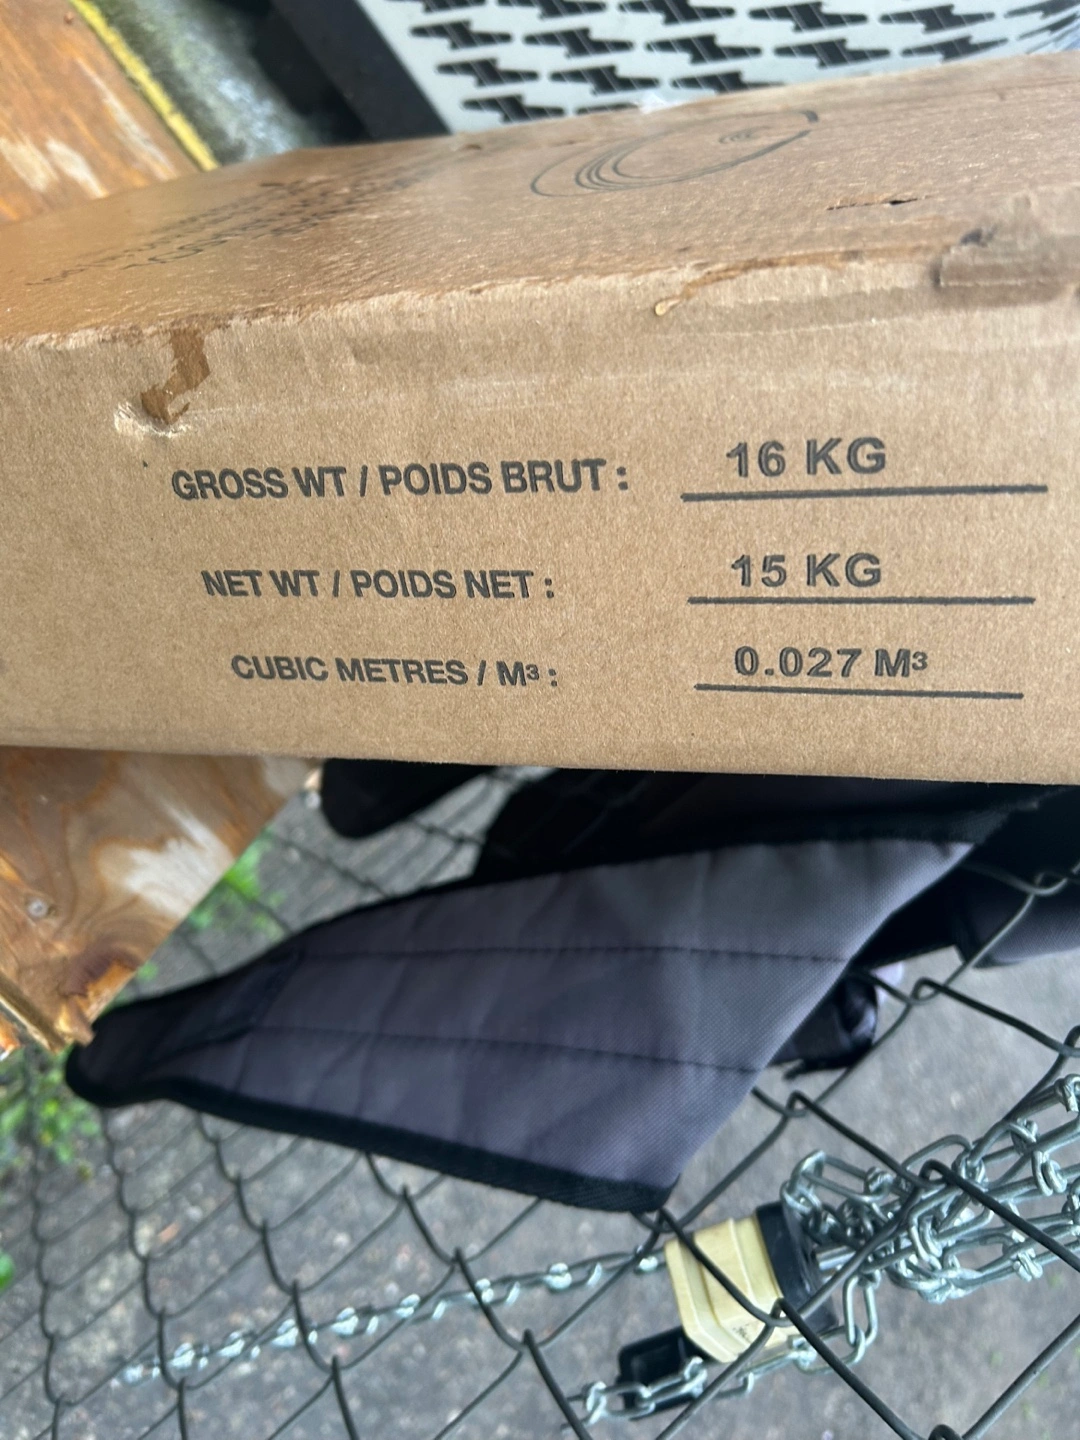 GROSS WT / POIDS BRUT : 16 KG
NET WT / POIDS NET : 15 KG
CUBIC METRES / M³ : 0.027 M³